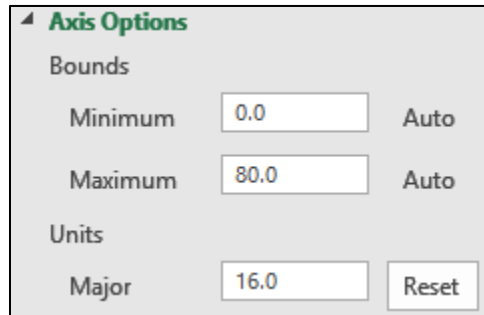 Axis Options
Bounds
Minimum 0.0 Auto
Maximum 80.0 Auto
Units
Major 16.0 Reset